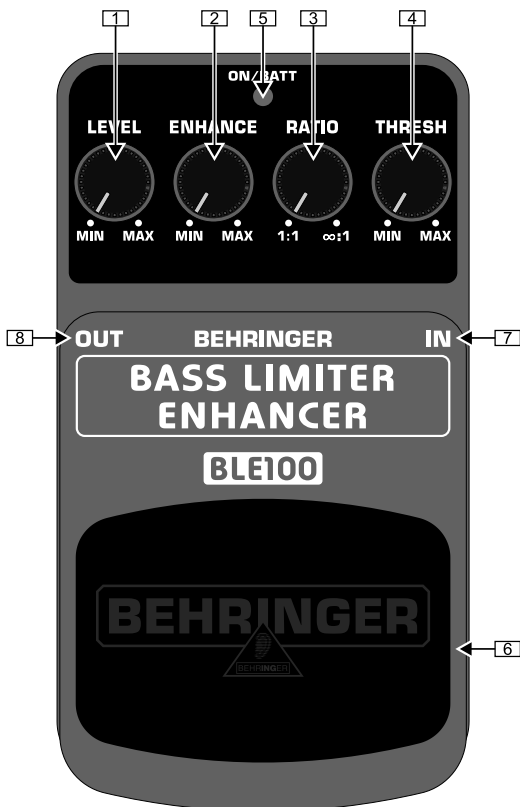 1 2 5 3 4
ON/BATT
LEVEL ENHANCE RATIO THRESH
MIN MAX MIN MAX 1:1 ∞:1 MIN MAX
8 OUT BEHRINGER IN 7
BASS LIMITER
ENHANCER
BLE100
BEHRINGER
6
BEHRINGER